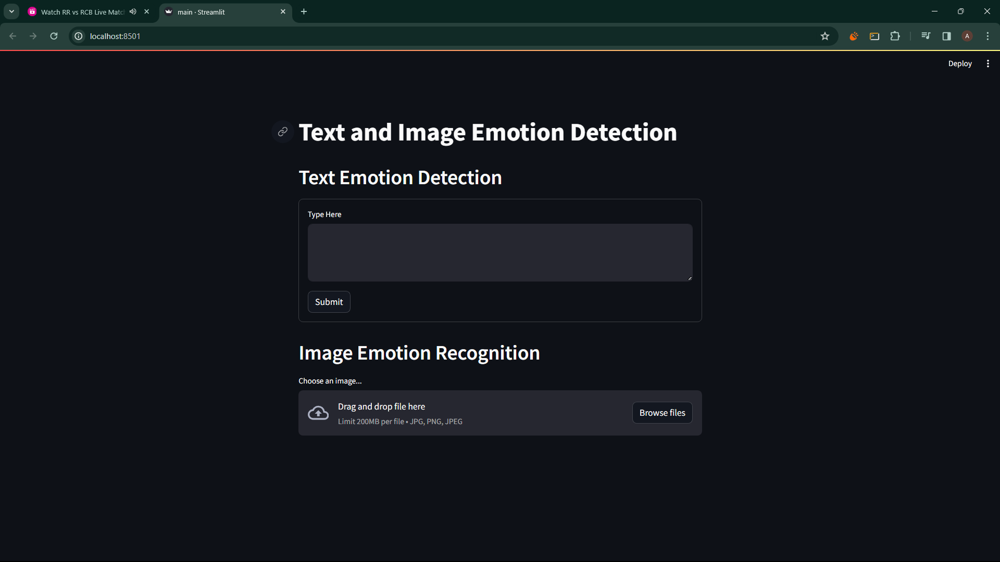 Watch RR vs RCB Live Matc
main · Streamlit
localhost:8501
A
Deploy
Text and Image Emotion Detection
Text Emotion Detection
Type Here
Submit
Image Emotion Recognition
Choose an image...
Drag and drop file here
Limit 200MB per file • JPG, PNG, JPEG
Browse files